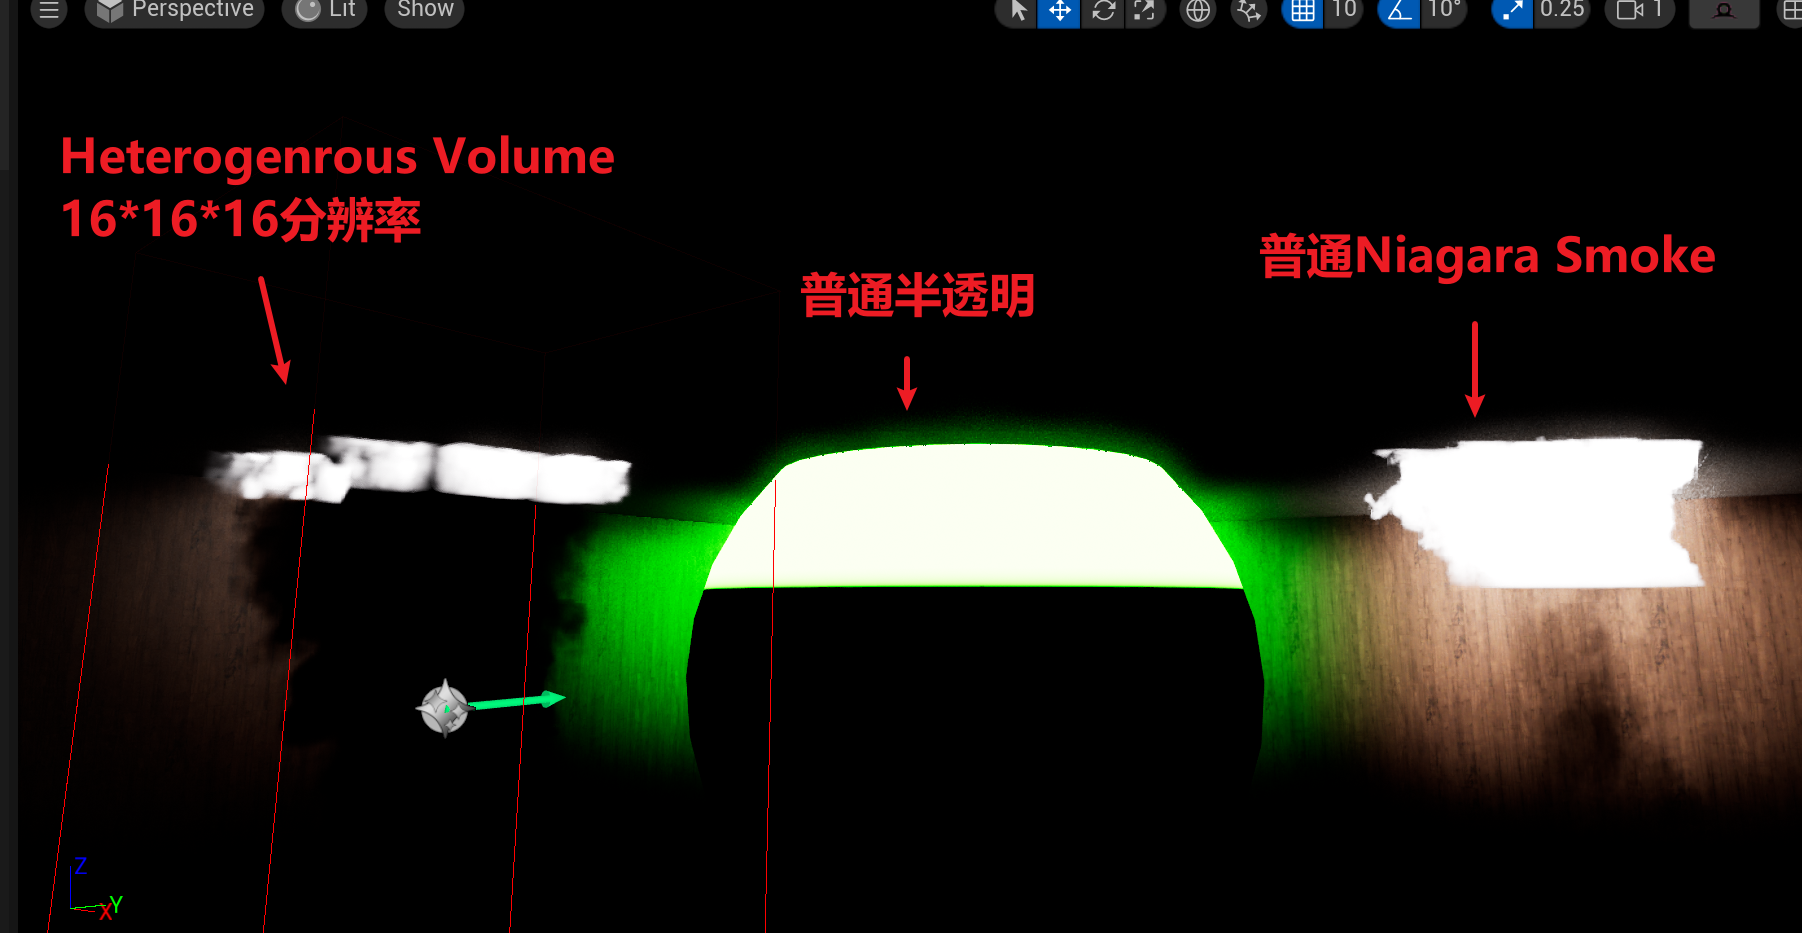 Perspective
Lit
Show
10
10°
0.25
1
Heterogenrous Volume
16*16*16分辨率
普通半透明
普通Niagara Smoke
Z
X
Y